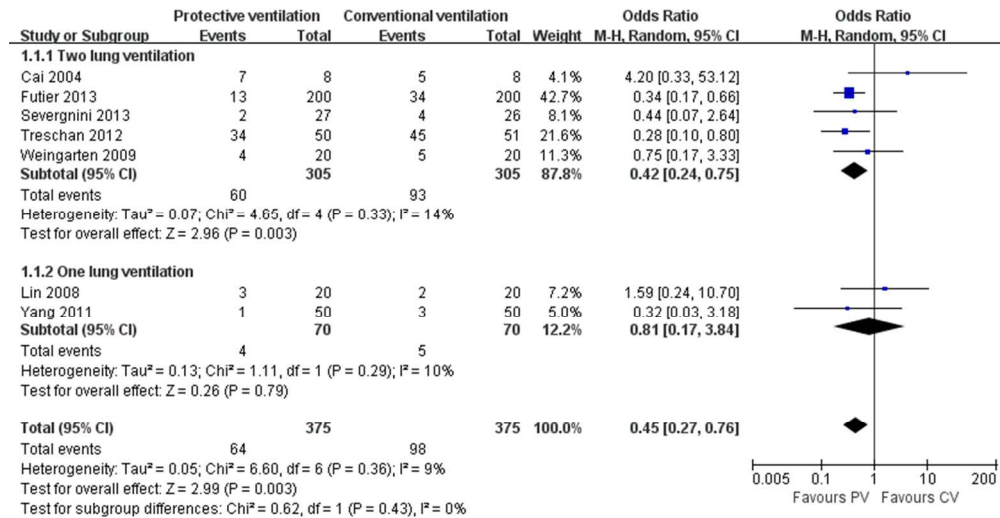 Protective ventilation Conventional ventilation Odds Ratio Odds Ratio
Study or Subgroup Events Total Events Total Weight M-H, Random, 95% CI M-H, Random, 95% CI
1.1.1 Two lung ventilation
Cai 2004 7 8 5 8 4.1% 4.20 [0.33, 53.12]
Futier 2013 13 200 34 200 42.7% 0.34 [0.17, 0.66]
Severgnini 2013 2 27 4 26 8.1% 0.44 [0.07, 2.64]
Treschan 2012 34 50 45 51 21.6% 0.28 [0.10, 0.80]
Weingarten 2009 4 20 5 20 11.3% 0.75 [0.17, 3.33]
Subtotal (95% CI) 305 305 87.8% 0.42 [0.24, 0.75]
Total events 60 93
Heterogeneity: Tau² = 0.07; Chi² = 4.65, df = 4 (P = 0.33); I² = 14%
Test for overall effect: Z = 2.96 (P = 0.003)
1.1.2 One lung ventilation
Lin 2008 3 20 2 20 7.2% 1.59 [0.24, 10.70]
Yang 2011 1 50 3 50 5.0% 0.32 [0.03, 3.18]
Subtotal (95% CI) 70 70 12.2% 0.81 [0.17, 3.84]
Total events 4 5
Heterogeneity: Tau² = 0.13; Chi² = 1.11, df = 1 (P = 0.29); I² = 10%
Test for overall effect: Z = 0.26 (P = 0.79)
Total (95% CI) 375 375 100.0% 0.45 [0.27, 0.76]
Total events 64 98
Heterogeneity: Tau² = 0.05; Chi² = 6.60, df = 6 (P = 0.36); I² = 9%
Test for overall effect: Z = 2.99 (P = 0.003)
Test for subgroup differences: Chi² = 0.62, df = 1 (P = 0.43), I² = 0%
0.005 0.1 1 10 200
Favours PV Favours CV